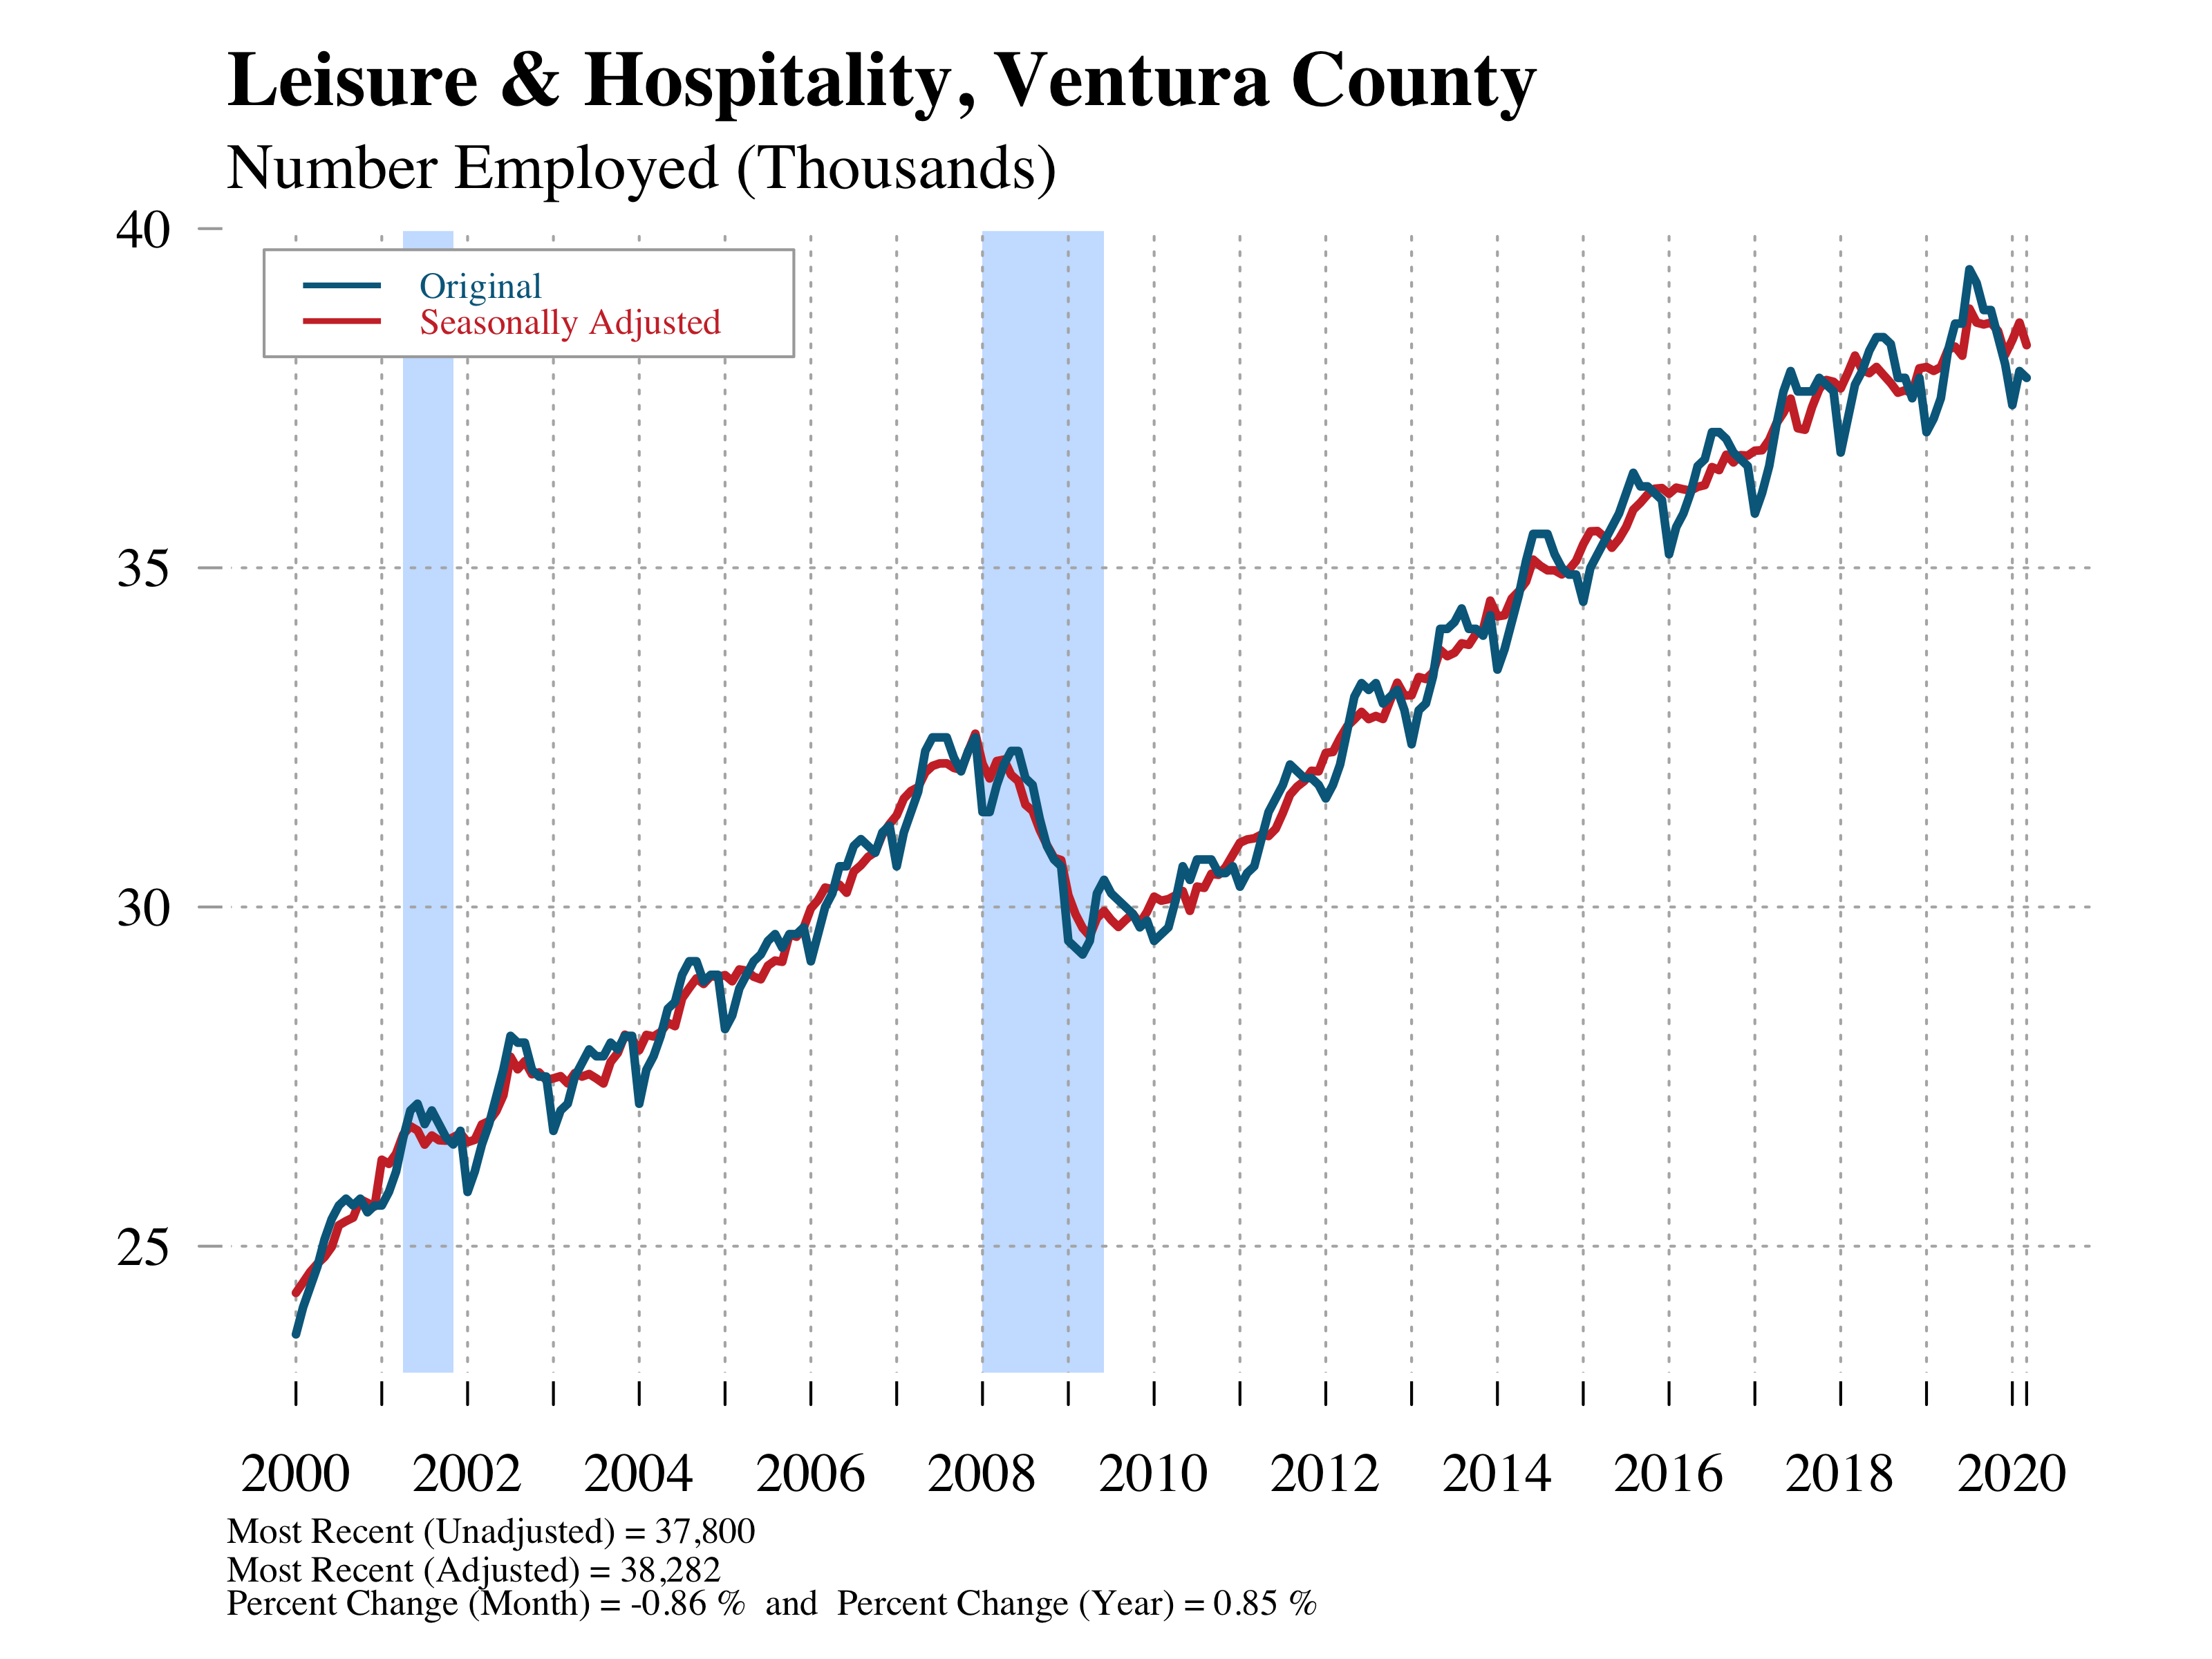 Leisure & Hospitality, Ventura County
Number Employed (Thousands)
40
Original
Seasonally Adjusted
35
30
25
2000 2002 2004 2006 2008 2010 2012 2014 2016 2018 2020
Most Recent (Unadjusted) = 37,800
Most Recent (Adjusted) = 38,282
Percent Change (Month) = -0.86 % and Percent Change (Year) = 0.85 %